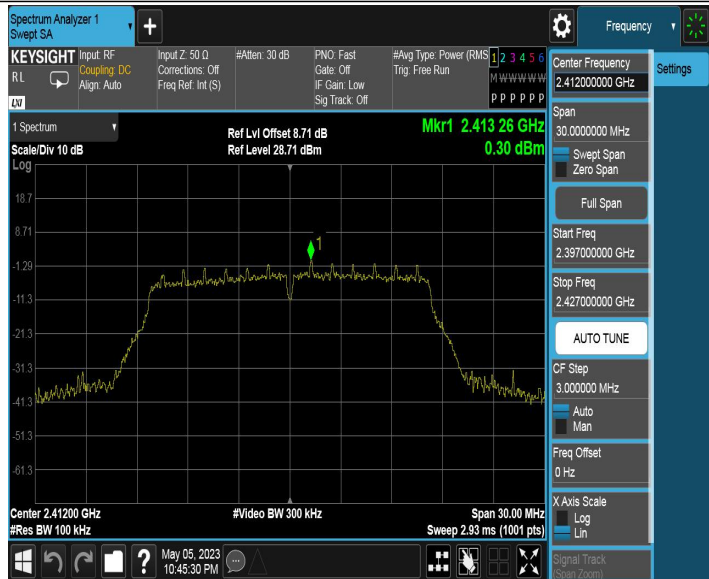 Spectrum Analyzer 1
Swept SA
Frequency
KEYSIGHT
RL
LXI
Input: RF
Coupling: DC
Align: Auto
Input Z: 50 Ω
Corrections: Off
Freq Ref: Int (S)
#Atten: 30 dB
PNO: Fast
Gate: Off
IF Gain: Low
Sig Track: Off
#Avg Type: Power (RMS
Trig: Free Run
1 2 3 4 5 6
M W W W W W
P P P P P P
1 Spectrum
Scale/Div 10 dB
Log
Ref Lvl Offset 8.71 dB
Ref Level 28.71 dBm
Mkr1 2.413 26 GHz
0.30 dBm
1
18.7
8.71
-1.29
-11.3
-21.3
-31.3
-41.3
-51.3
-61.3
Center 2.41200 GHz
#Res BW 100 kHz
#Video BW 300 kHz
Span 30.00 MHz
Sweep 2.93 ms (1001 pts)
Center Frequency
2.412000000 GHz
Settings
Span
30.0000000 MHz
Swept Span
Zero Span
Full Span
Start Freq
2.397000000 GHz
Stop Freq
2.427000000 GHz
AUTO TUNE
CF Step
3.000000 MHz
Auto
Man
Freq Offset
0 Hz
X Axis Scale
Log
Lin
Signal Track
(Span Zoom)
?
May 05, 2023
10:45:30 PM